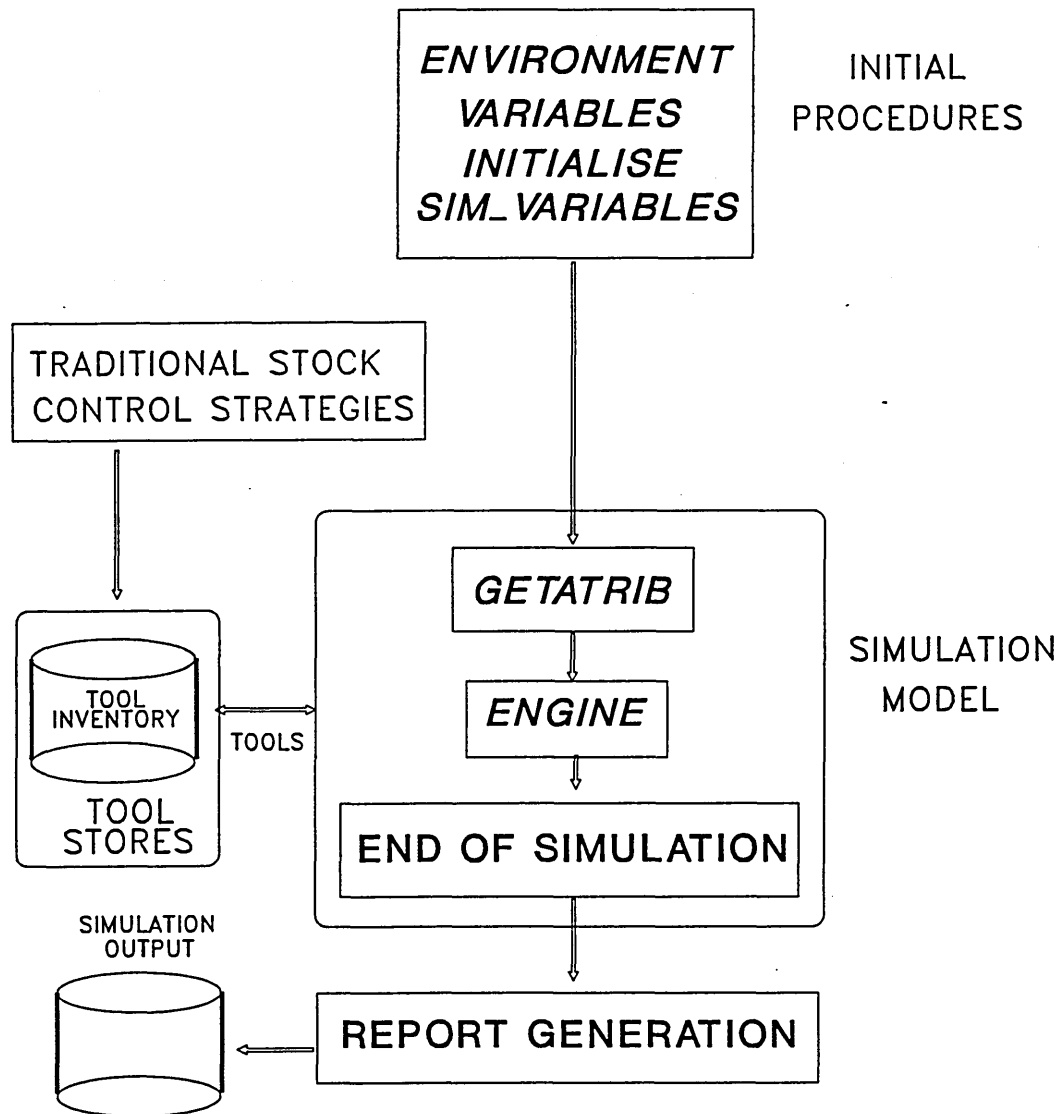 ENVIRONMENT
VARIABLES
INITIALISE
SIM_VARIABLES
INITIAL
PROCEDURES
TRADITIONAL STOCK
CONTROL STRATEGIES
GETATRIB
ENGINE
END OF SIMULATION
SIMULATION
MODEL
TOOL
INVENTORY
TOOLS
TOOL
STORES
SIMULATION
OUTPUT
REPORT GENERATION